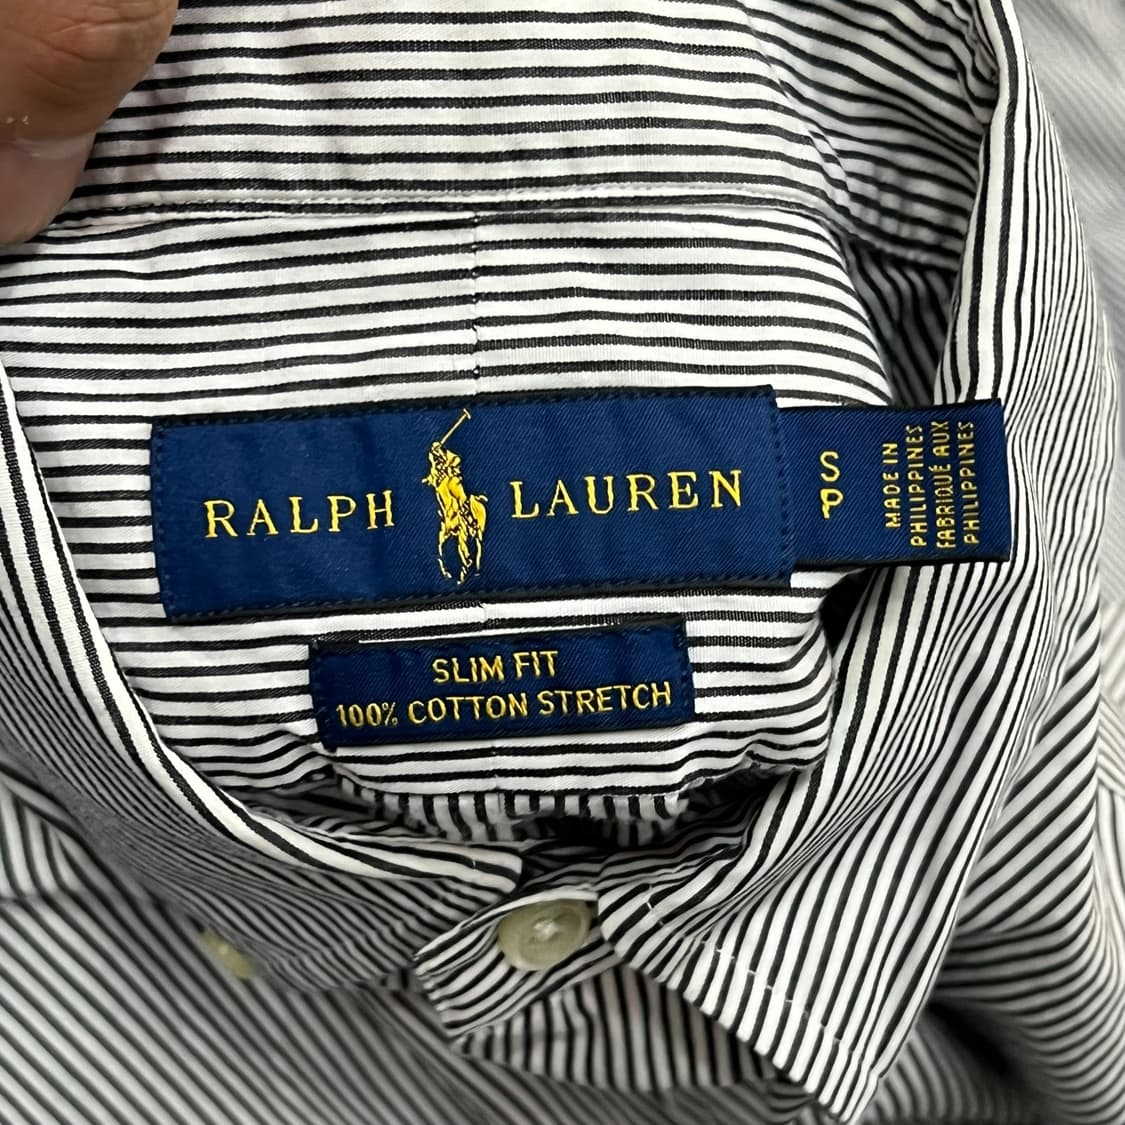 RALPH LAUREN
S
P
MADE IN
PHILIPPINES
FABRIQUÉ AUX
PHILIPPINES
SLIM FIT
100% COTTON STRETCH